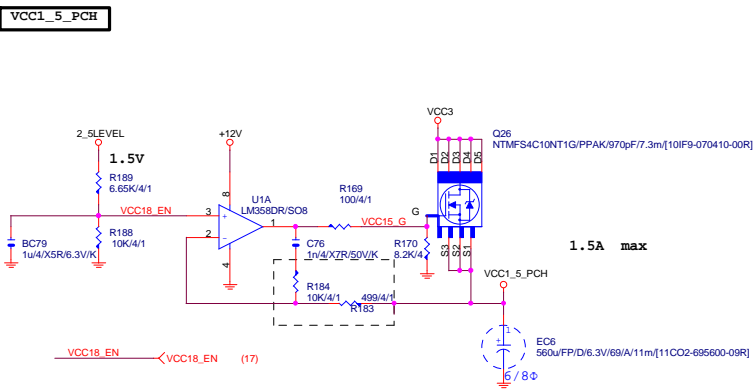 VCC1_5_PCH
2_5LEVEL
1.5V
R189
6.65K/4/1
VCC18_EN
BC79
1u/4/X5R/6.3V/K
R188
10K/4/1
+12V
8
U1A
LM358DR/SO8
3
+
2
-
1
4
R169
100/4/1
VCC15_G
C76
1n/4/X7R/50V/K
R184
10K/4/1
499/4/1
R183
R170
8.2K/4
VCC3
Q26
NTMFS4C10NT1G/PPAK/970pF/7.3m/[10IF9-070410-00R]
D1
D2
D3
D4
D5
G
S3
S2
S1
1.5A max
VCC1_5_PCH
1
+
EC6
560u/FP/D/6.3V/69/A/11m/[11CO2-695600-09R]
6/8Φ
VCC18_EN
VCC18_EN (17)